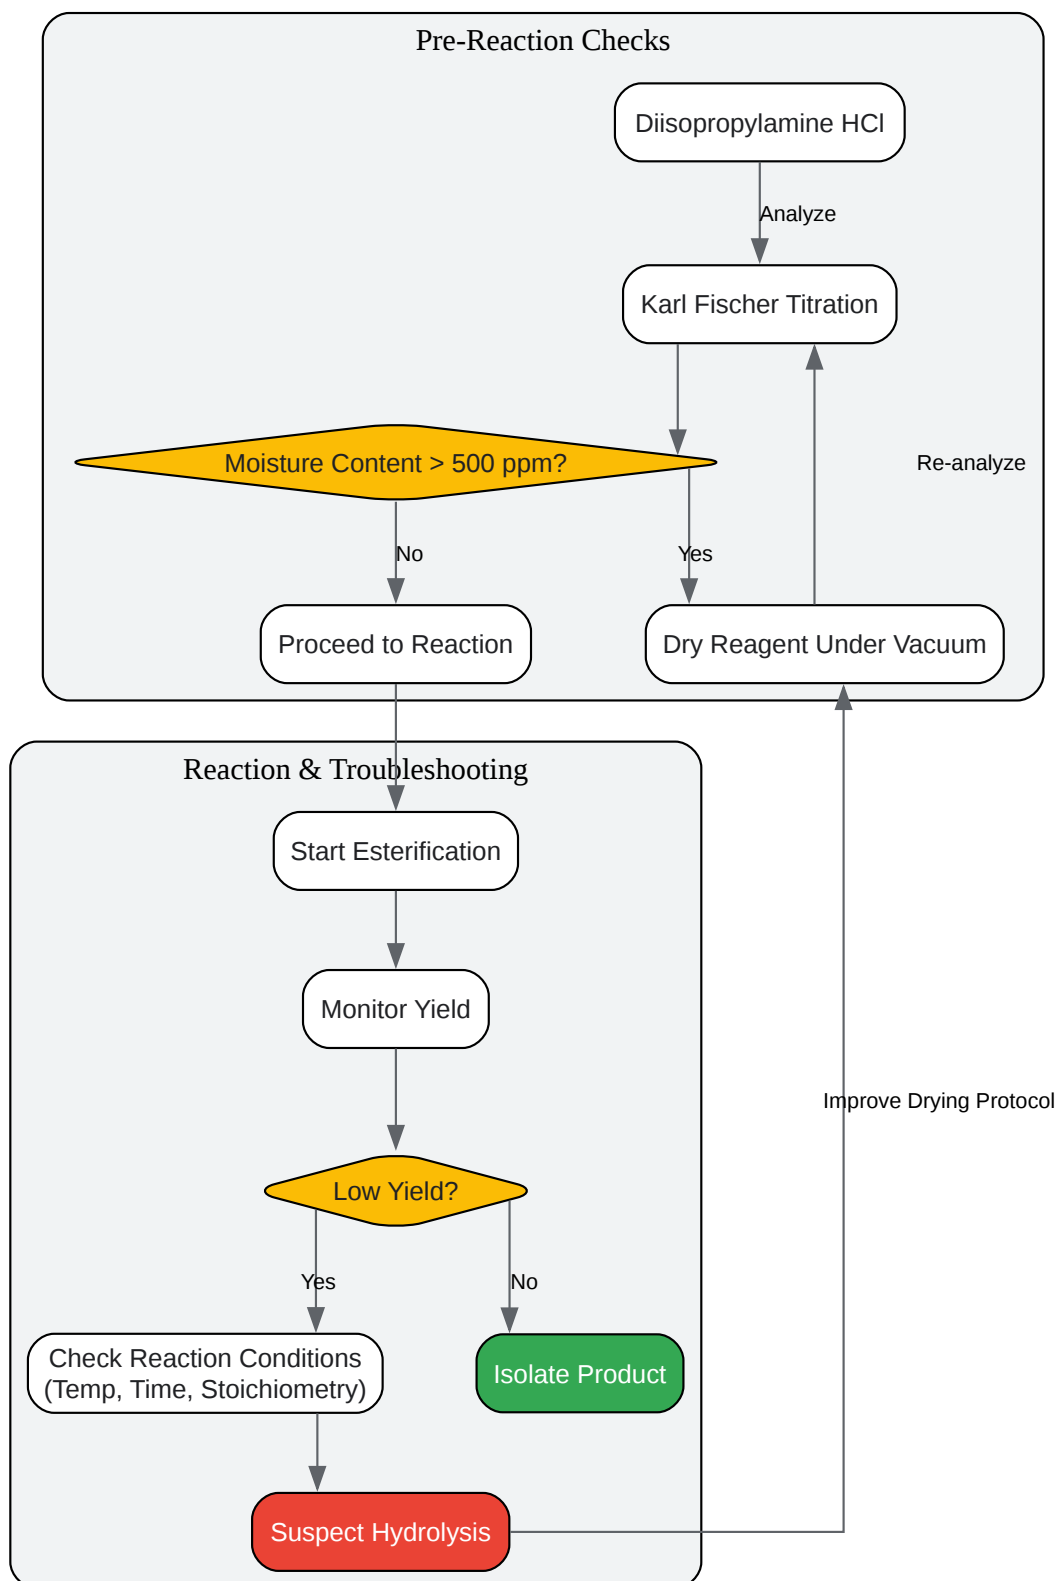 Pre-Reaction Checks
Diisopropylamine HCl
Analyze
Karl Fischer Titration
Moisture Content > 500 ppm?
Re-analyze
No
Yes
Proceed to Reaction
Dry Reagent Under Vacuum
Reaction & Troubleshooting
Start Esterification
Monitor Yield
Improve Drying Protocol
Low Yield?
Yes
No
Check Reaction Conditions
(Temp, Time, Stoichiometry)
Isolate Product
Suspect Hydrolysis